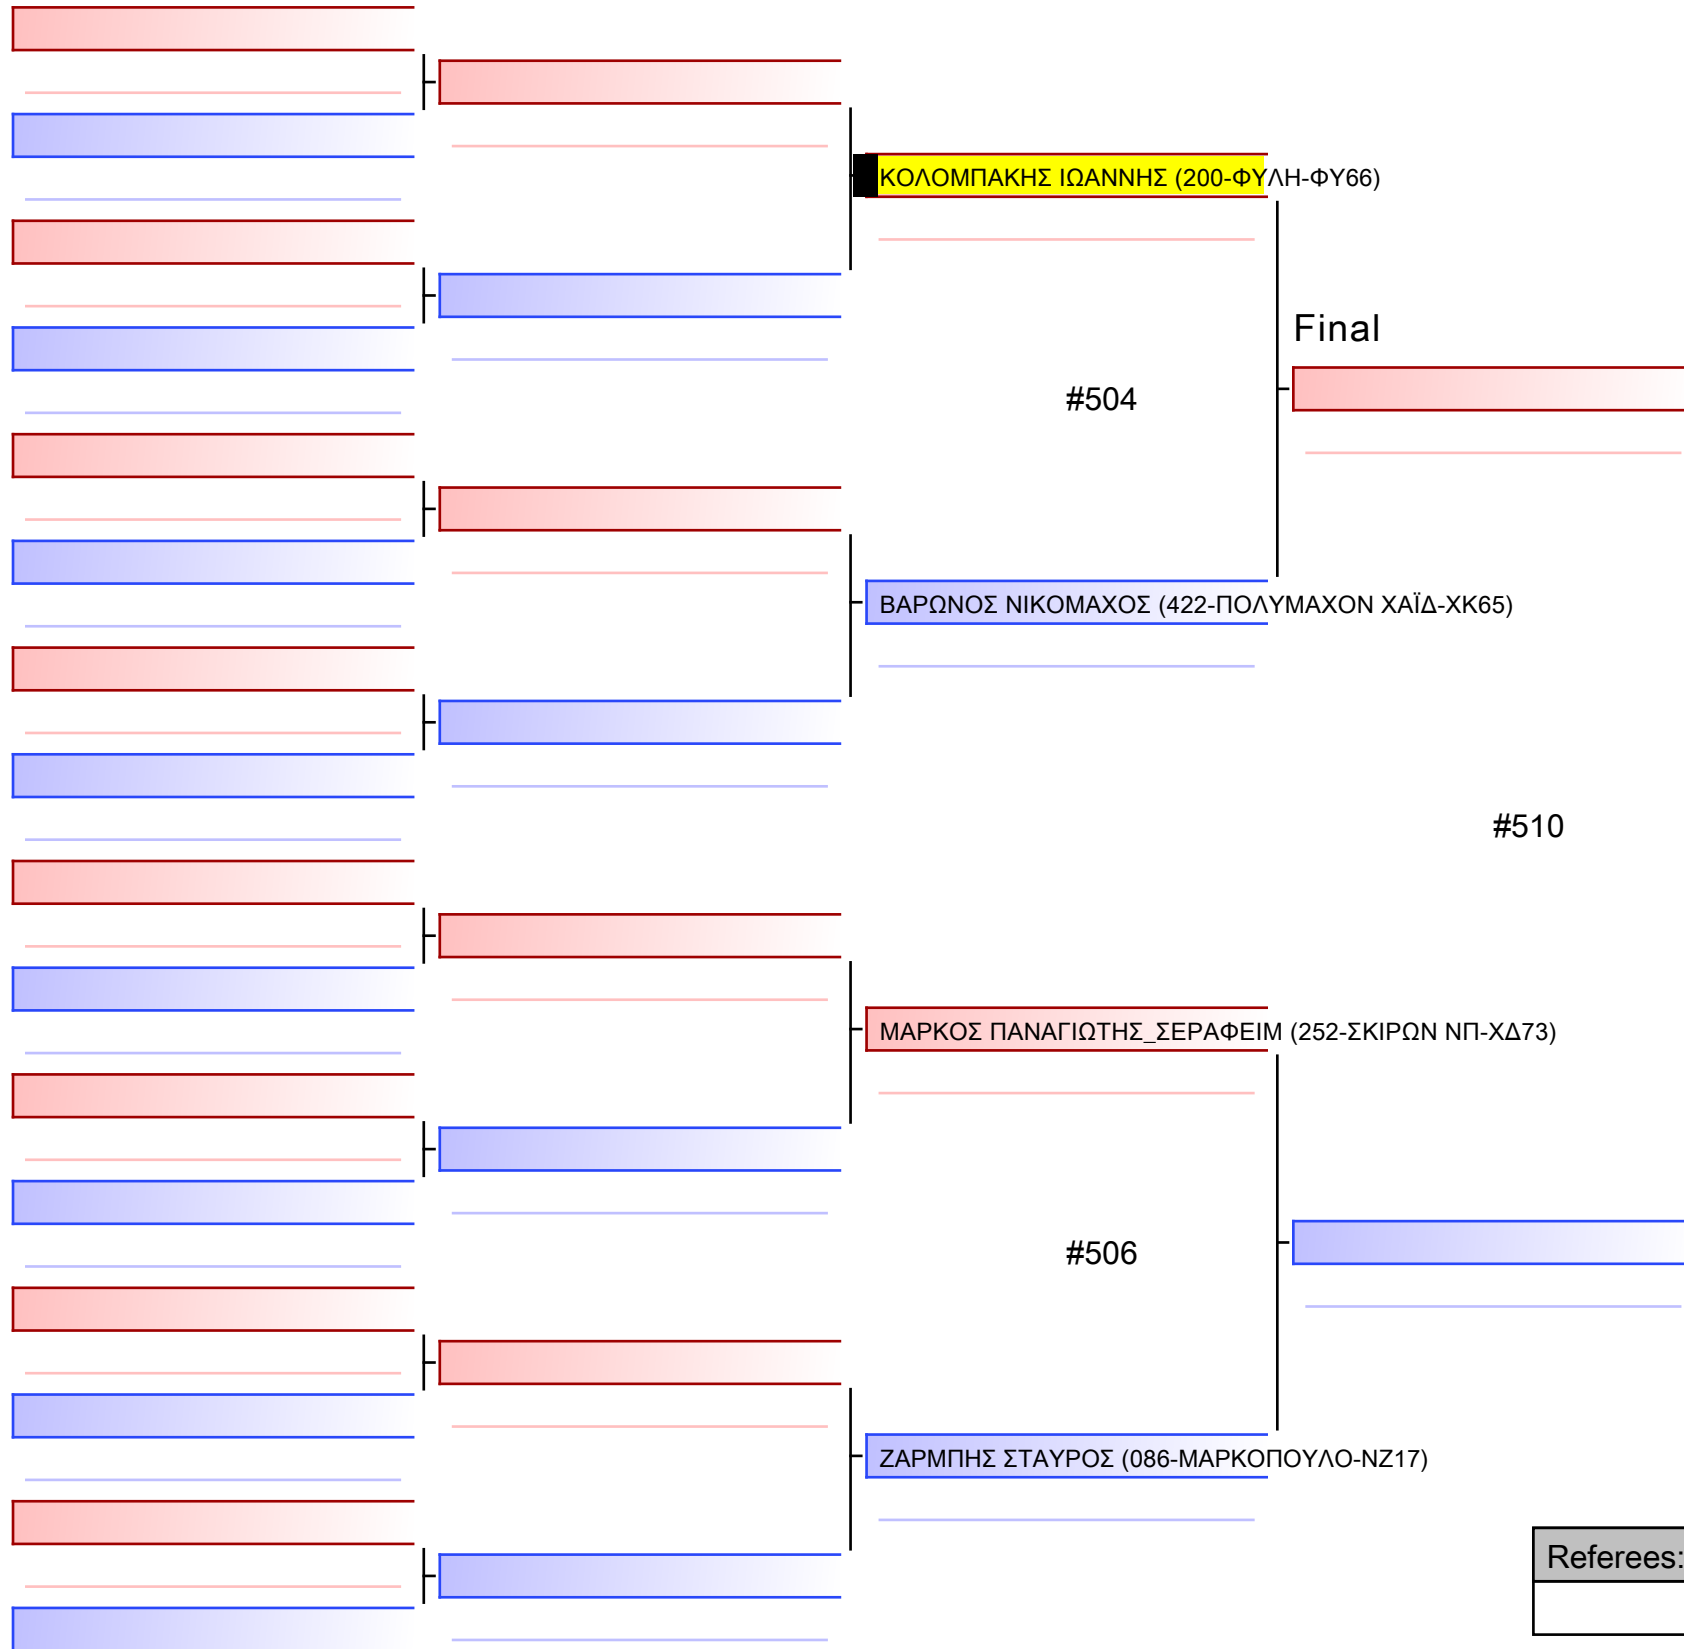 ΚΟΛΟΜΠΑΚΗΣ ΙΩΑΝΝΗΣ (200-ΦΥΛΗ-ΦΥ66)
Final
#504
ΒΑΡΩΝΟΣ ΝΙΚΟΜΑΧΟΣ (422-ΠΟΛΥΜΑΧΟΝ ΧΑΪΔ-ΧΚ65)
#510
ΜΑΡΚΟΣ ΠΑΝΑΓΙΩΤΗΣ_ΣΕΡΑΦΕΙΜ (252-ΣΚΙΡΩΝ ΝΠ-ΧΔ73)
#506
ΖΑΡΜΠΗΣ ΣΤΑΥΡΟΣ (086-ΜΑΡΚΟΠΟΥΛΟ-ΝΖ17)
Referees: